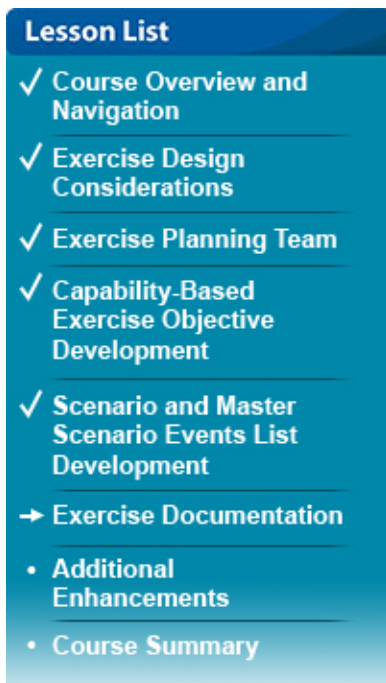 Lesson List
Course Overview and
Navigation
Exercise Design
Considerations
Exercise Planning Team
Capability-Based
Exercise Objective
Development
Scenario and Master
Scenario Events List
Development
Exercise Documentation
Additional
Enhancements
Course Summary